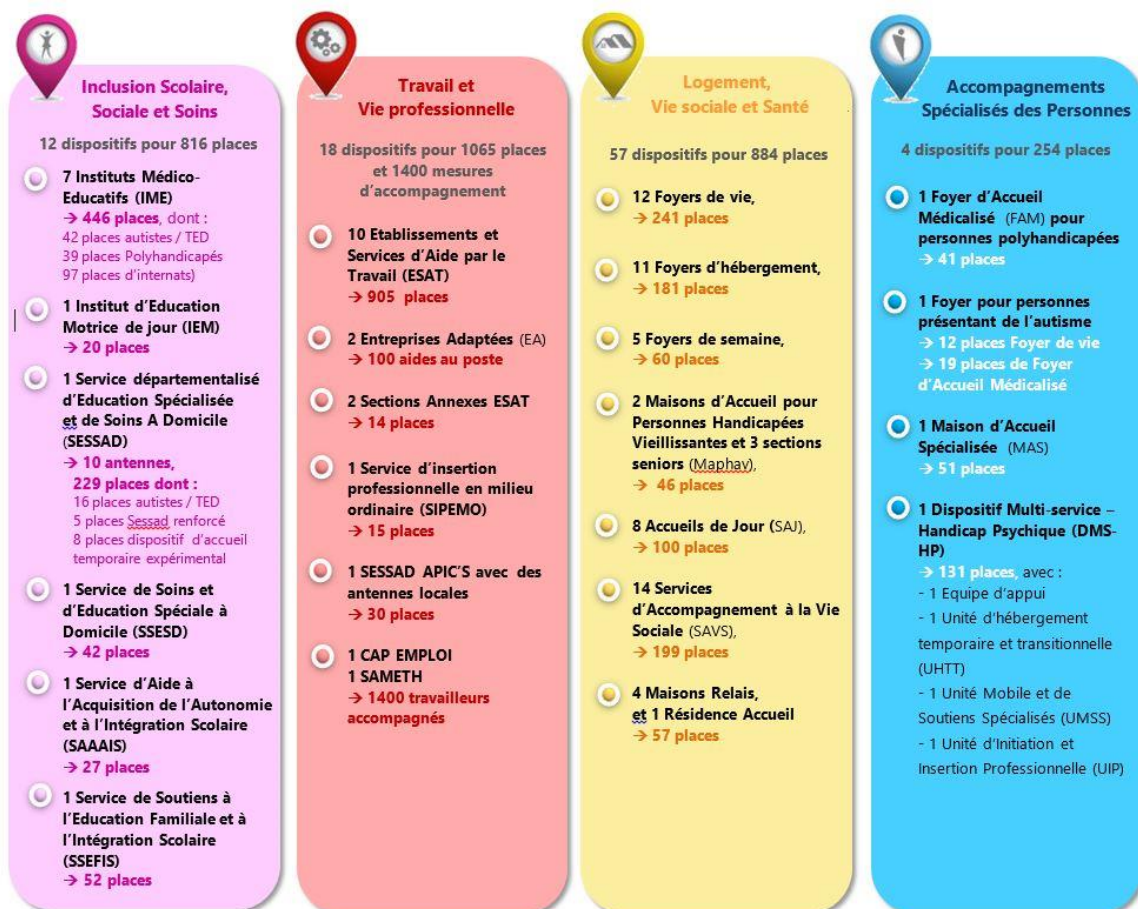 Inclusion Scolaire,
Sociale et Soins
12 dispositifs pour 816 places
7 Instituts Médico-
Educatifs (IME)
→ 446 places, dont :
42 places autistes / TED
39 places Polyhandicapés
97 places d'internats)
1 Institut d'Education
Motrice de jour (IEM)
→ 20 places
1 Service départementalisé
d'Education Spécialisée
et de Soins A Domicile
(SESSAD)
→ 10 antennes,
229 places dont :
16 places autistes / TED
5 places Sessad renforcé
8 places dispositif d'accueil
temporaire expérimental
1 Service de Soins et
d'Education Spéciale à
Domicile (SSESD)
→ 42 places
1 Service d'Aide à
l'Acquisition de l'Autonomie
et à l'Intégration Scolaire
(SAAAIS)
→ 27 places
1 Service de Soutiens à
l'Education Familiale et à
l'Intégration Scolaire
(SSEFIS)
→ 52 places
Travail et
Vie professionnelle
18 dispositifs pour 1065 places
et 1400 mesures
d'accompagnement
10 Etablissements et
Services d'Aide par le
Travail (ESAT)
→ 905 places
2 Entreprises Adaptées (EA)
→ 100 aides au poste
2 Sections Annexes ESAT
→ 14 places
1 Service d'insertion
professionnelle en milieu
ordinaire (SIPEMO)
→ 15 places
1 SESSAD APIC'S avec des
antennes locales
→ 30 places
1 CAP EMPLOI
1 SAMETH
→ 1400 travailleurs
accompagnés
Logement,
Vie sociale et Santé
57 dispositifs pour 884 places
12 Foyers de vie,
→ 241 places
11 Foyers d'hébergement,
→ 181 places
5 Foyers de semaine,
→ 60 places
2 Maisons d'Accueil pour
Personnes Handicapées
Vieillissantes et 3 sections
seniors (Maphav),
→ 46 places
8 Accueils de Jour (SAJ),
→ 100 places
14 Services
d'Accompagnement à la Vie
Sociale (SAVS),
→ 199 places
4 Maisons Relais,
et 1 Résidence Accueil
→ 57 places
Accompagnements
Spécialisés des Personnes
4 dispositifs pour 254 places
1 Foyer d'Accueil
Médicalisé (FAM) pour
personnes polyhandicapées
→ 41 places
1 Foyer pour personnes
présentant de l'autisme
→ 12 places Foyer de vie
→ 19 places de Foyer
d'Accueil Médicalisé
1 Maison d'Accueil
Spécialisée (MAS)
→ 51 places
1 Dispositif Multi-service –
Handicap Psychique (DMS-
HP)
→ 131 places, avec :
- 1 Equipe d'appui
- 1 Unité d'hébergement
temporaire et transitionnelle
(UHTT)
- 1 Unité Mobile et de
Soutiens Spécialisés (UMSS)
- 1 Unité d'Initiation et
Insertion Professionnelle (UIP)